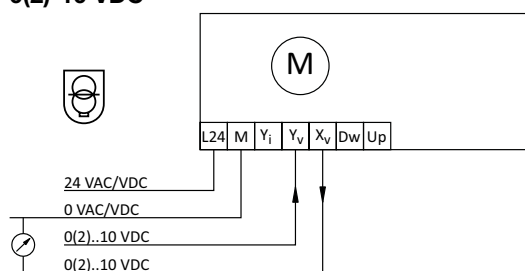 0(2)-10 VDC
M
L24 M Yi Yv Xv Dw Up
24 VAC/VDC
0 VAC/VDC
0(2)..10 VDC
0(2)..10 VDC